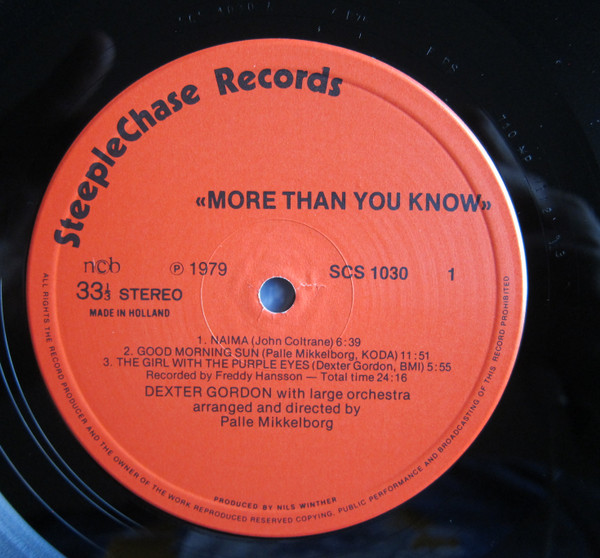 SteepleChase Records
«MORE THAN YOU KNOW»
ncb
℗ 1979
SCS 1030
1
33⅓ STEREO
MADE IN HOLLAND
1. NAIMA (John Coltrane) 6:39
2. GOOD MORNING SUN (Palle Mikkelborg, KODA) 11:51
3. THE GIRL WITH THE PURPLE EYES (Dexter Gordon, BMI) 5:55
Recorded by Freddy Hansson — Total time 24:16
DEXTER GORDON with large orchestra
arranged and directed by
Palle Mikkelborg
PRODUCED BY NILS WINTHER
ALL RIGHTS THE RECORD PRODUCER AND THE OWNER OF THE WORK REPRODUCED RESERVED COPYING, PUBLIC PERFORMANCE AND BROADCASTING OF THIS RECORD PROHIBITED